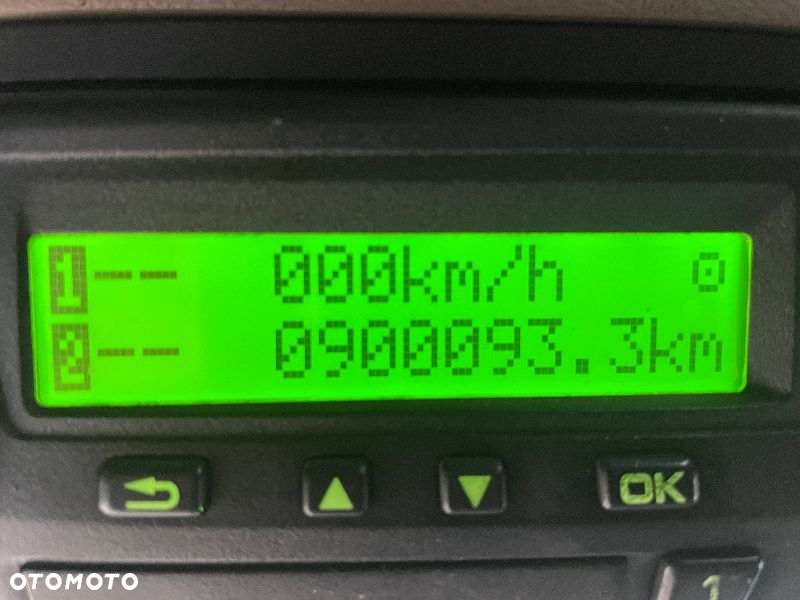 1-- 000km/h ⊙
2-- 0900093.3km
OK
1
OTOMOTO